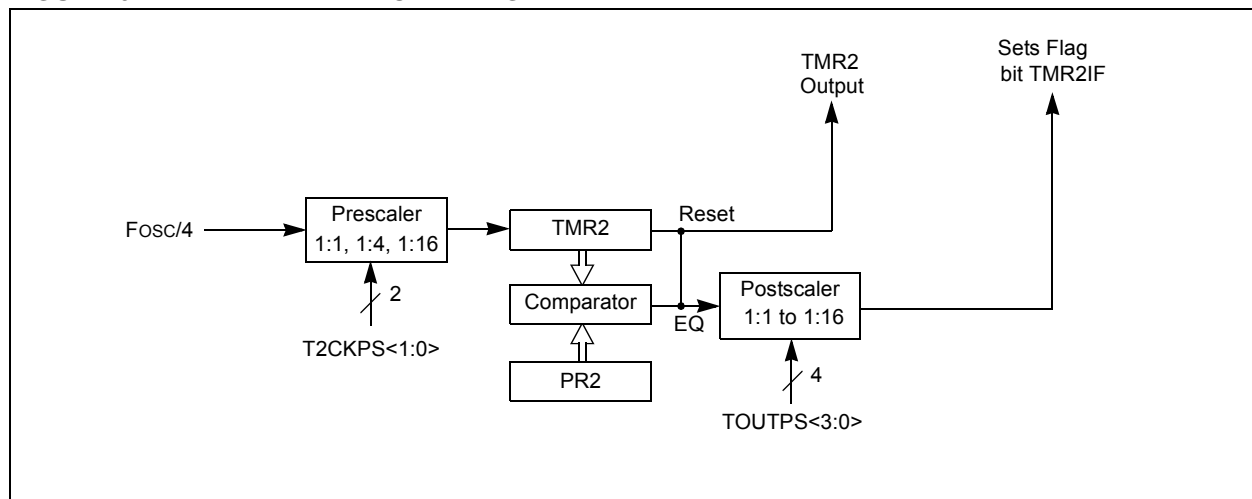 TMR2
Output
Sets Flag
bit TMR2IF
Fosc/4
Prescaler
1:1, 1:4, 1:16
2
T2CKPS<1:0>
TMR2
Reset
Comparator
EQ
PR2
Postscaler
1:1 to 1:16
4
TOUTPS<3:0>